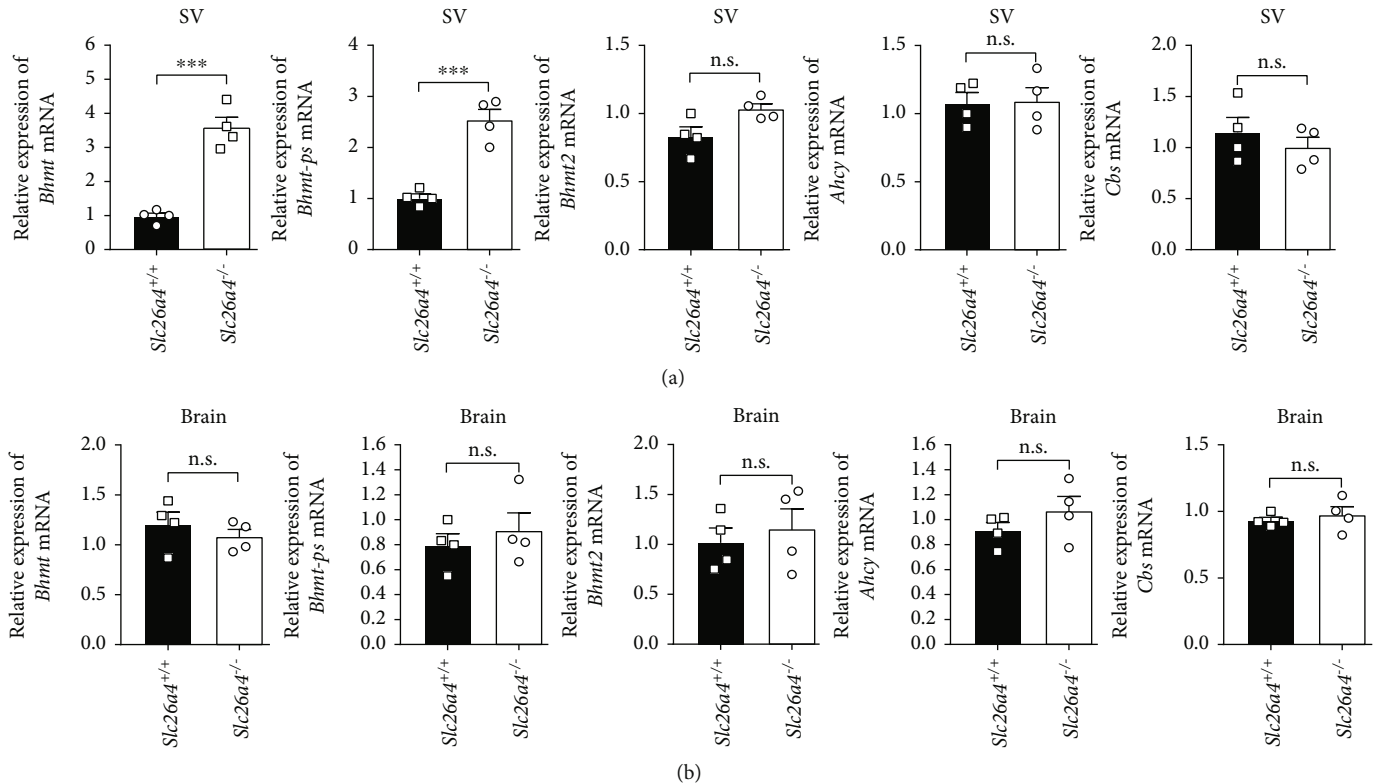 SV
Relative expression of
Bhmt mRNA
6
5
4
3
2
1
0
***
Slc26a4+/+
Slc26a4-/-
SV
Relative expression of
Bhmt-ps mRNA
4
3
2
1
0
***
Slc26a4+/+
Slc26a4-/-
SV
Relative expression of
Bhmt2 mRNA
1.5
1.0
0.5
0.0
n.s.
Slc26a4+/+
Slc26a4-/-
SV
Relative expression of
Ahcy mRNA
1.5
1.0
0.5
0.0
n.s.
Slc26a4+/+
Slc26a4-/-
SV
Relative expression of
Cbs mRNA
2.0
1.5
1.0
0.5
0.0
n.s.
Slc26a4+/+
Slc26a4-/-
(a)
Brain
Relative expression of
Bhmt mRNA
2.0
1.5
1.0
0.5
0.0
n.s.
Slc26a4+/+
Slc26a4-/-
Brain
Relative expression of
Bhmt-ps mRNA
1.6
1.4
1.2
1.0
0.8
0.6
0.4
0.2
0.0
n.s.
Slc26a4+/+
Slc26a4-/-
Brain
Relative expression of
Bhmt2 mRNA
2.0
1.5
1.0
0.5
0.0
n.s.
Slc26a4+/+
Slc26a4-/-
Brain
Relative expression of
Ahcy mRNA
1.6
1.4
1.2
1.0
0.8
0.6
0.4
0.2
0.0
n.s.
Slc26a4+/+
Slc26a4-/-
Brain
Relative expression of
Cbs mRNA
1.5
1.0
0.5
0.0
n.s.
Slc26a4+/+
Slc26a4-/-
(b)